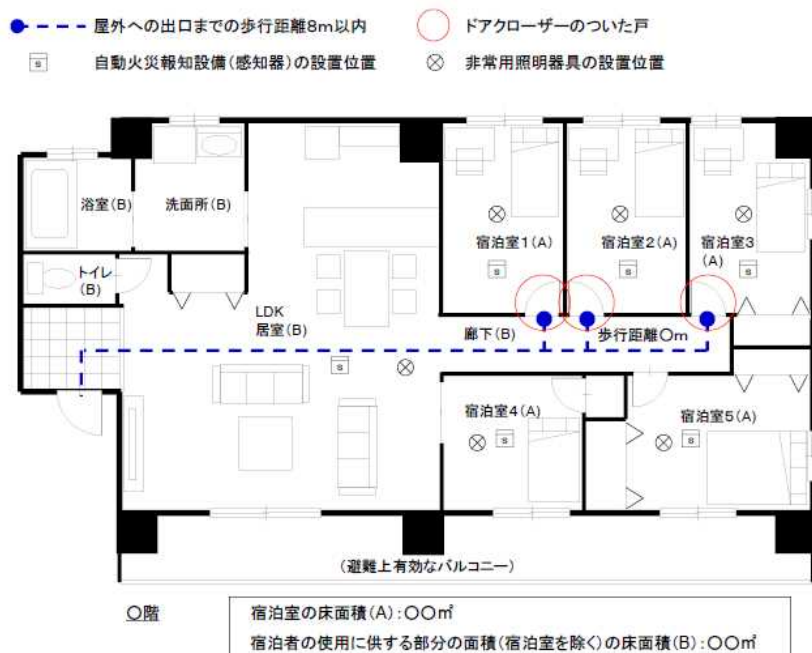 屋外への出口までの歩行距離8m以内
ドアクローザーのついた戸
S 自動火災報知設備(感知器)の設置位置
非常用照明器具の設置位置
浴室(B)
洗面所(B)
宿泊室1(A)
宿泊室2(A)
宿泊室3
(A)
S
S
S
トイレ
(B)
LDK
居室(B)
廊下(B)
歩行距離〇m
S
宿泊室4(A)
宿泊室5(A)
S
S
(避難上有効なバルコニー)
〇階
宿泊室の床面積(A):〇〇㎡
宿泊者の使用に供する部分の面積(宿泊室を除く)の床面積(B):〇〇㎡